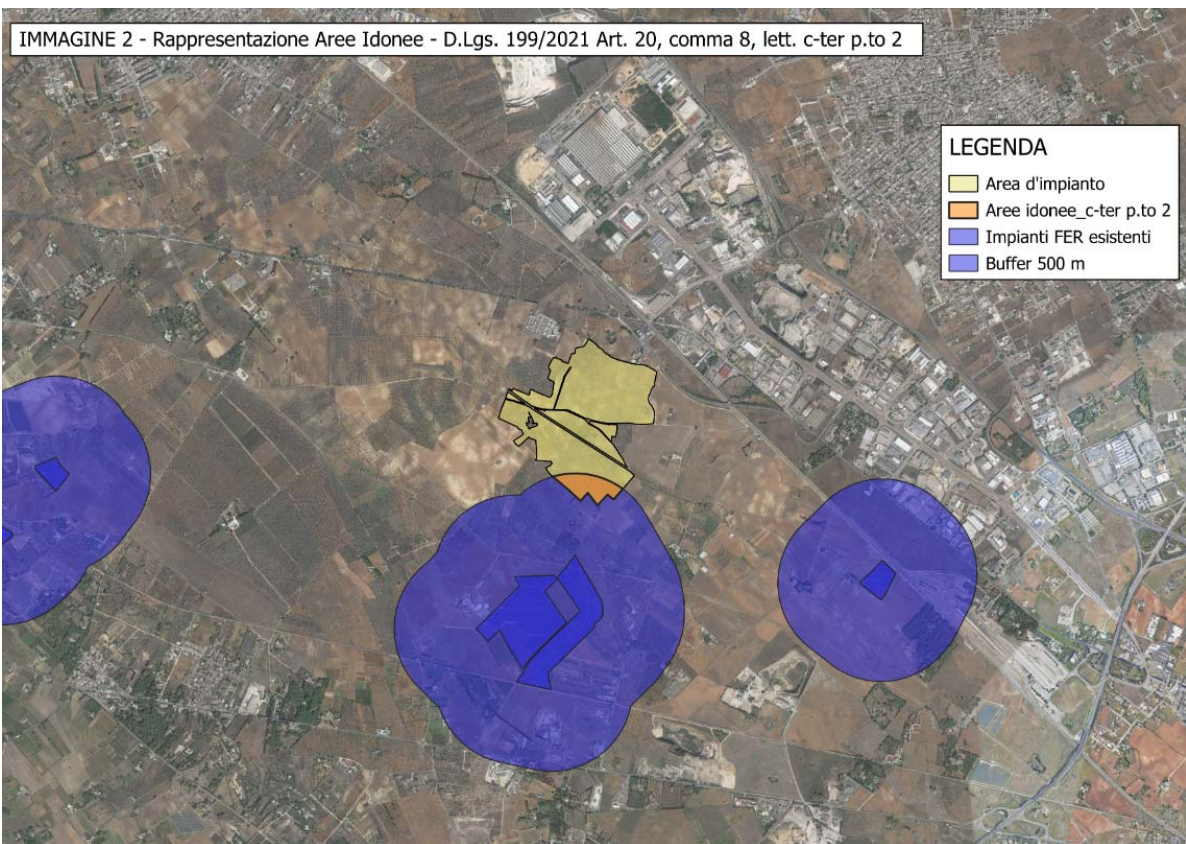 IMMAGINE 2 - Rappresentazione Aree Idonee - D.Lgs. 199/2021 Art. 20, comma 8, lett. c-ter p.to 2
LEGENDA
Area d'impianto
Aree idonee_c-ter p.to 2
Impianti FER esistenti
Buffer 500 m